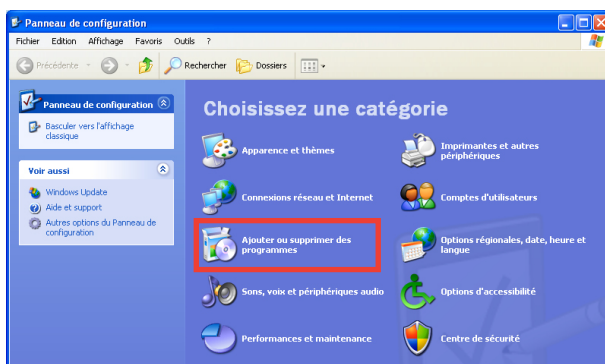 Panneau de configuration
Fichier Edition Affichage Favoris Outils ?
Précédente Rechercher Dossiers
Panneau de configuration
Basculer vers l'affichage
classique
Voir aussi
Windows Update
Aide et support
Autres options du Panneau de
configuration
Choisissez une catégorie
Apparence et thèmes
Imprimantes et autres
périphériques
Connexions réseau et Internet
Comptes d'utilisateurs
Ajouter ou supprimer des
programmes
Options régionales, date, heure et
langue
Sons, voix et périphériques audio
Options d'accessibilité
Performances et maintenance
Centre de sécurité